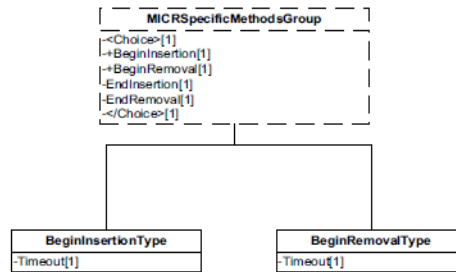 MICRSpecificMethodsGroup
-<Choice>[1]
-+BeginInsertion[1]
-+BeginRemoval[1]
-EndInsertion[1]
-EndRemoval[1]
-</Choice>[1]
BeginInsertionType
-Timeout[1]
BeginRemovalType
-Timeout[1]